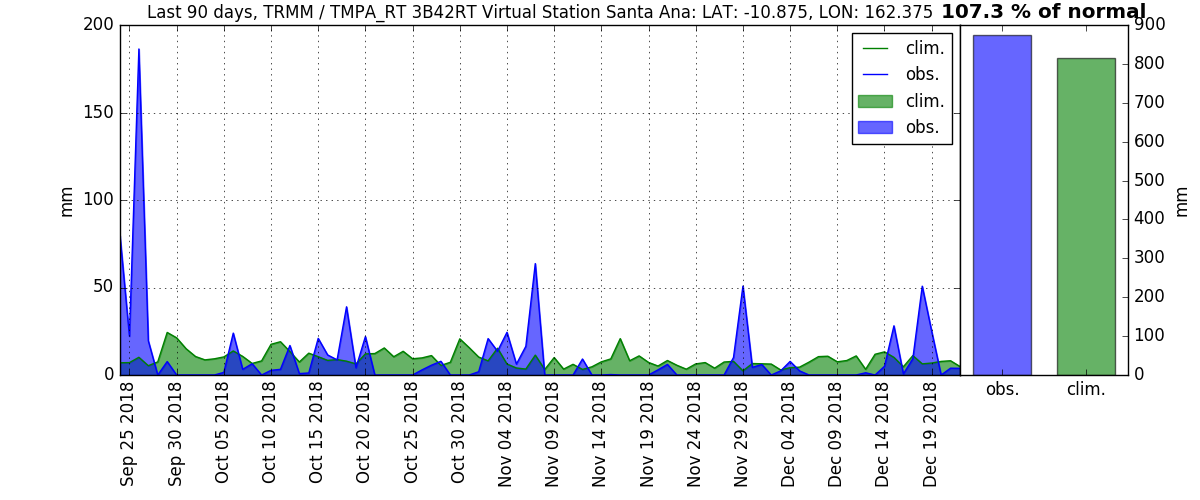 Last 90 days, TRMM / TMPA_RT 3B42RT Virtual Station Santa Ana: LAT: -10.875, LON: 162.375 107.3 % of normal
clim.
obs.
clim.
obs.
mm
200
150
100
50
0
Sep 25 2018
Sep 30 2018
Oct 05 2018
Oct 10 2018
Oct 15 2018
Oct 20 2018
Oct 25 2018
Oct 30 2018
Nov 04 2018
Nov 09 2018
Nov 14 2018
Nov 19 2018
Nov 24 2018
Nov 29 2018
Dec 04 2018
Dec 09 2018
Dec 14 2018
Dec 19 2018
obs.
clim.
900
800
700
600
500
400
300
200
100
0
mm